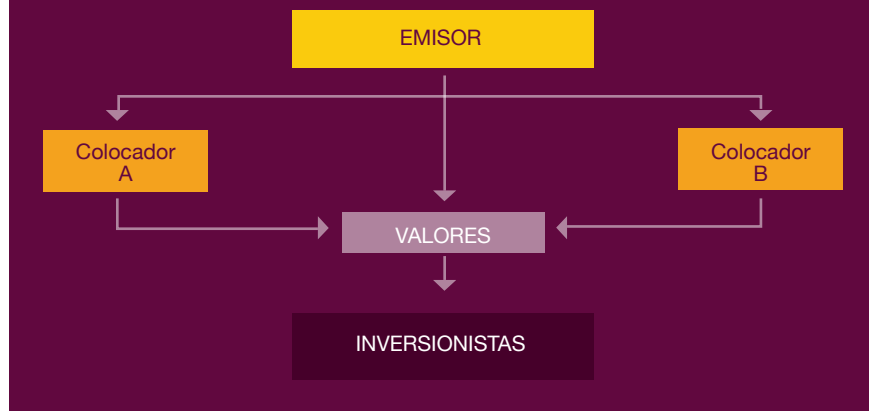 EMISOR
Colocador
A
Colocador
B
VALORES
INVERSIONISTAS